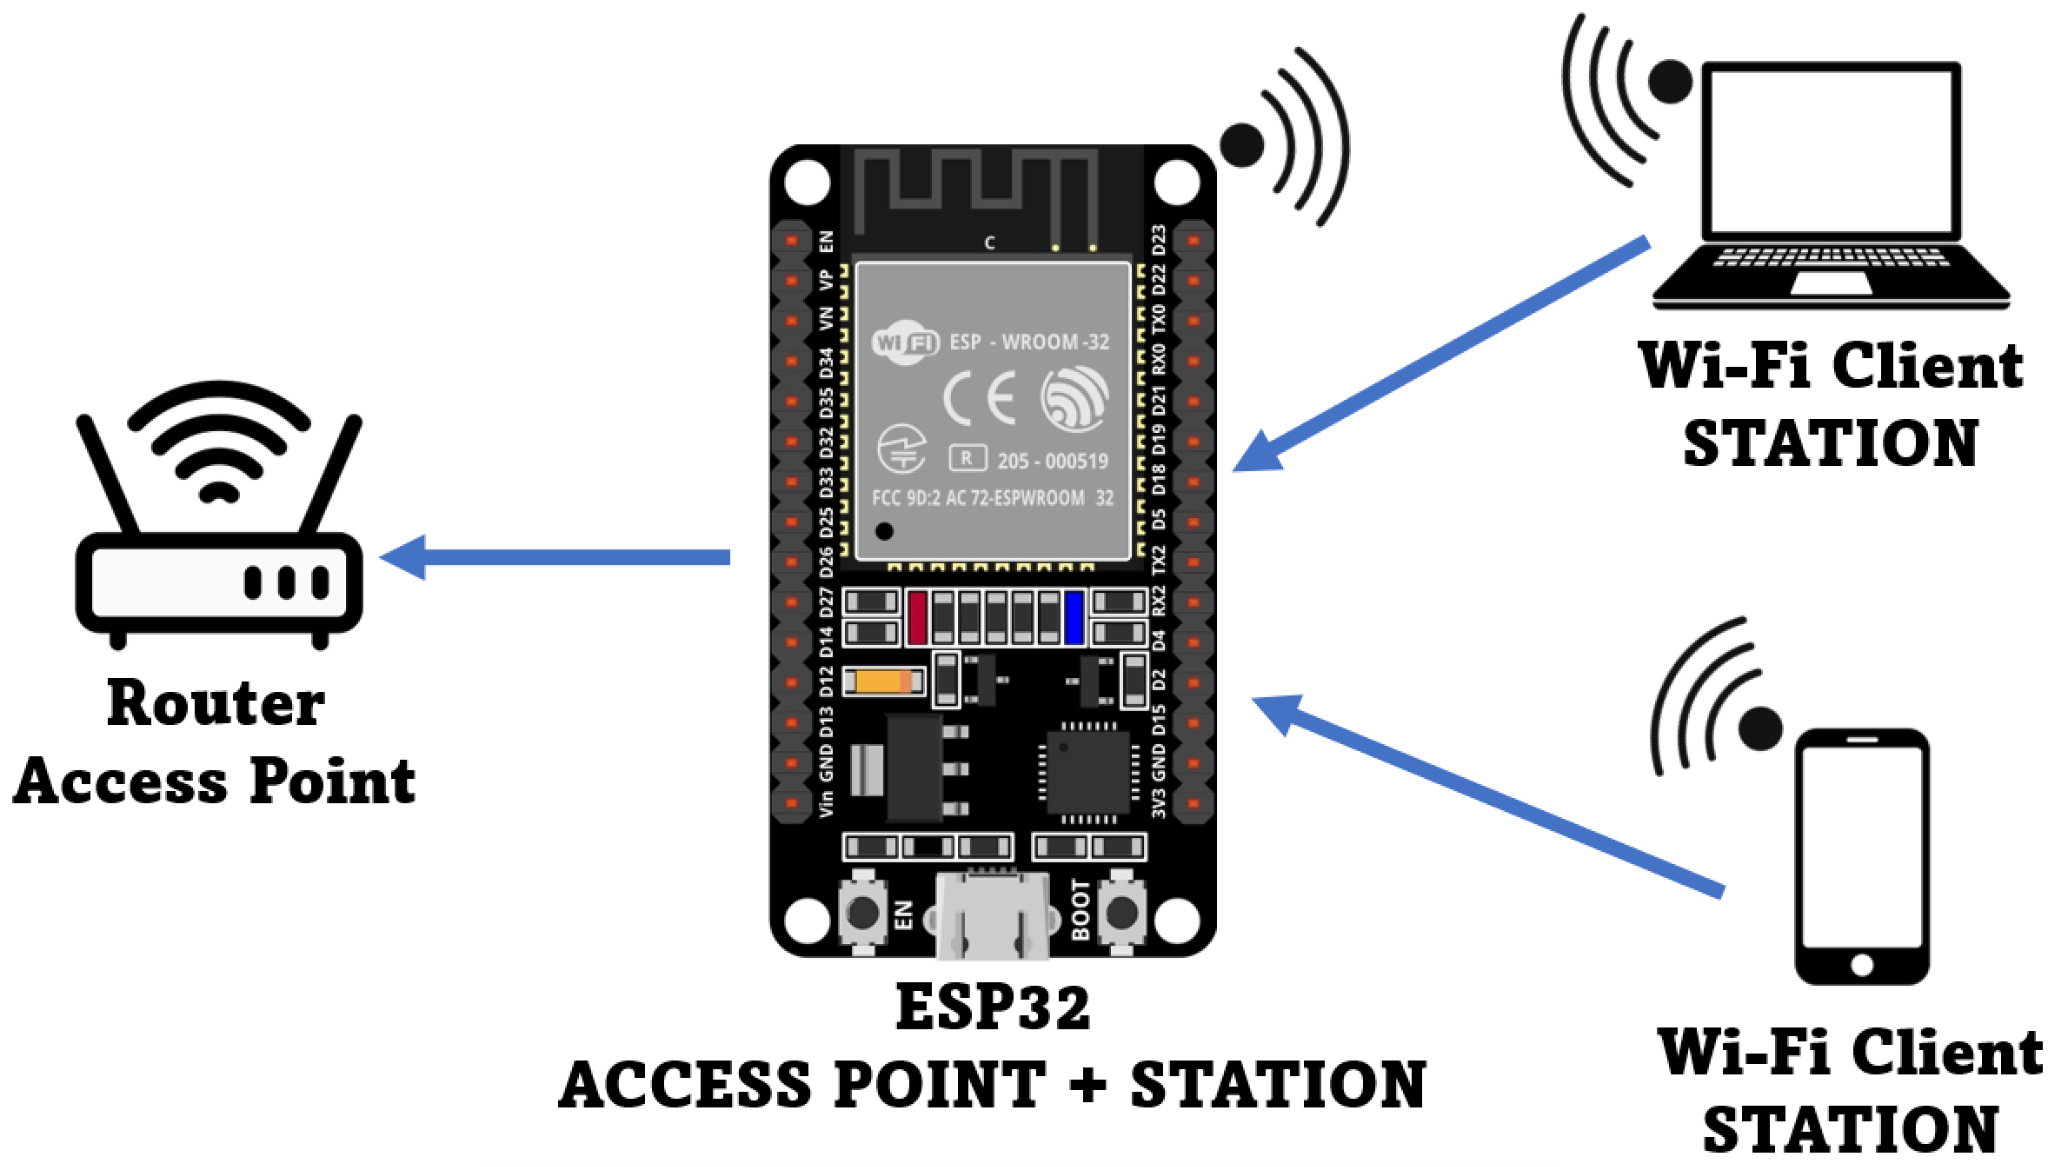 Router
Access Point
EN
VP
VN
D34
D35
D32
D33
D25
D26
D27
D14
D12
D13
GND
Vin
C
WiFi ESP - WROOM -32
CE
R 205 - 000519
FCC 9D:2 AC 72-ESPWROOM 32
D23
D22
TX0
RX0
D21
D19
D18
D5
TX2
RX2
D4
D2
D15
GND
3V3
EN
BOOT
ESP32
ACCESS POINT + STATION
Wi-Fi Client
STATION
Wi-Fi Client
STATION